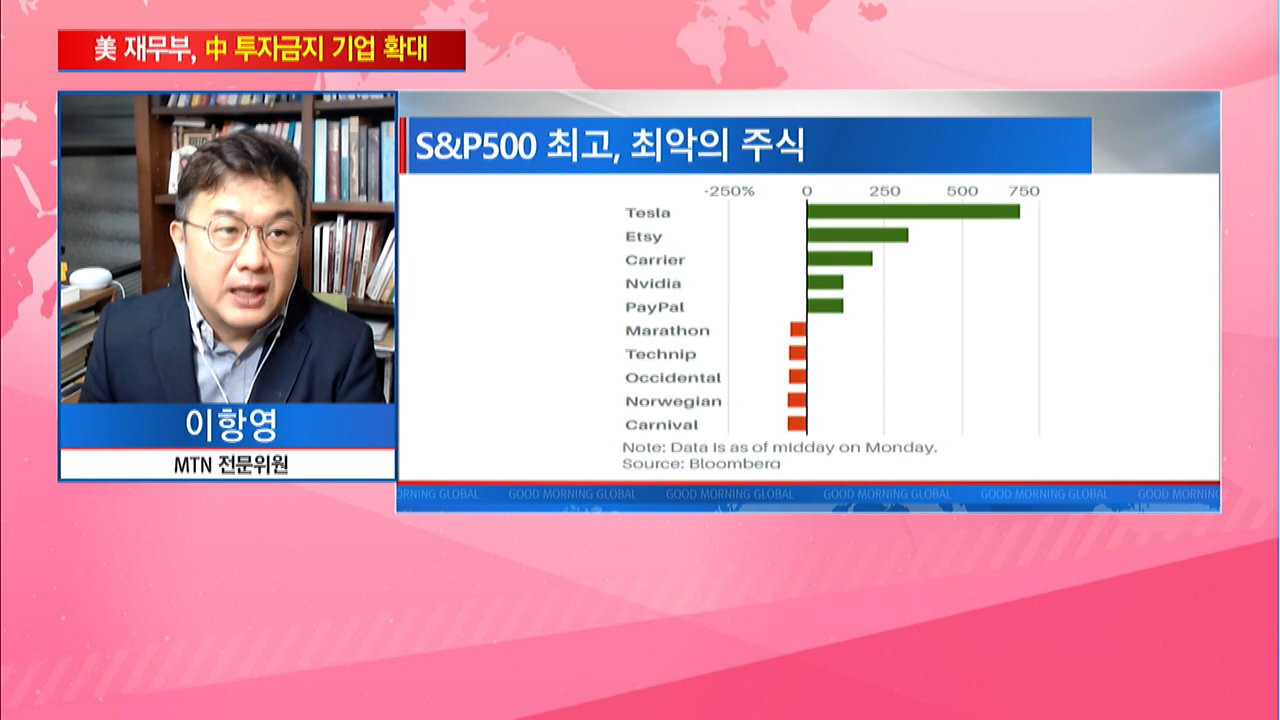 美 재무부, 中 투자금지 기업 확대
S&P500 최고, 최악의 주식
-250% 0 250 500 750
Tesla
Etsy
Carrier
Nvidia
PayPal
Marathon
Technip
Occidental
Norwegian
Carnival
Note: Data is as of midday on Monday.
Source: Bloomberg
이항영
MTN 전문위원
ORNING GLOBAL GOOD MORNING GLOBAL GOOD MORNING GLOBAL GOOD MORNING GLOBAL GOOD MORNING GLOBAL GOOD MORNING